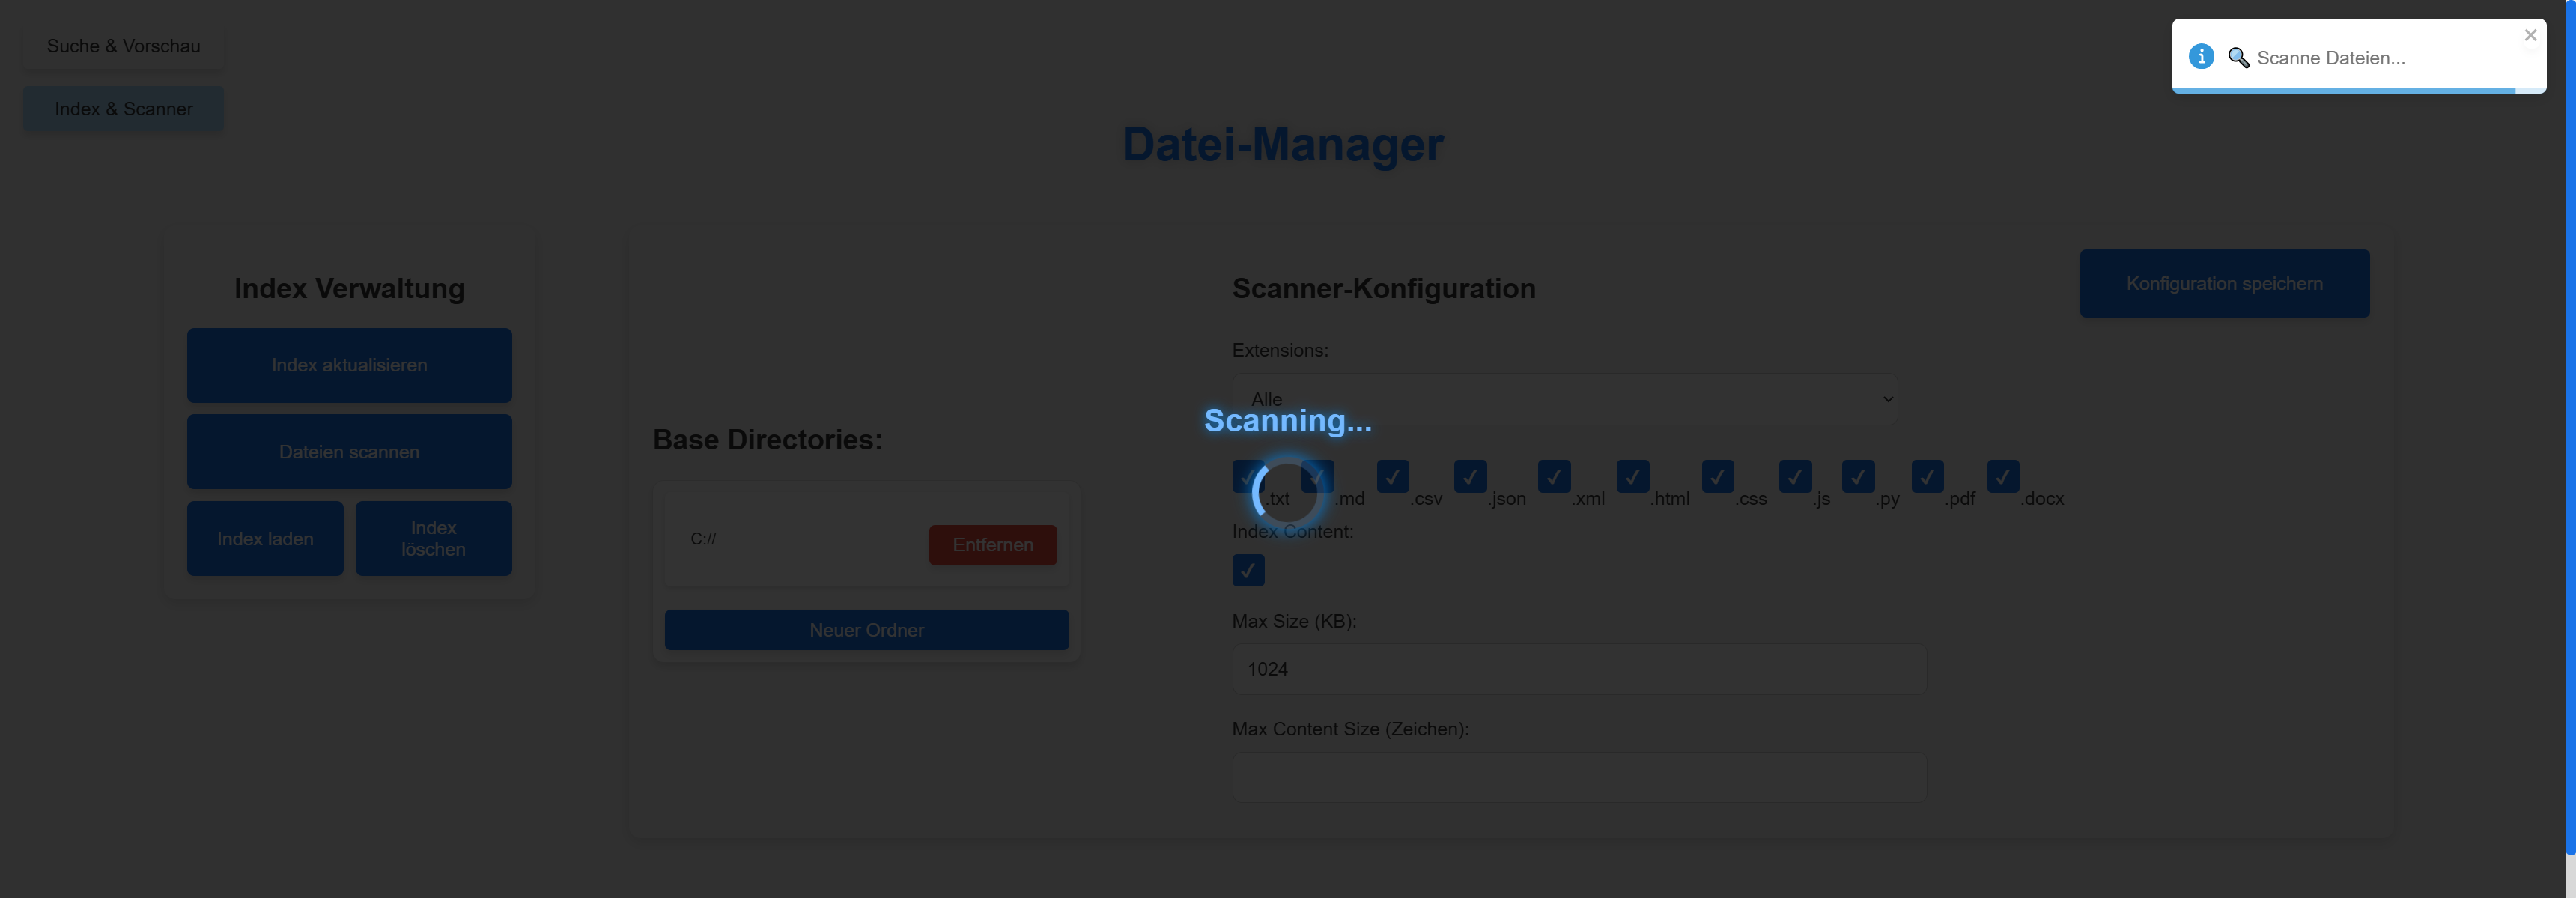 Suche & Vorschau
Index & Scanner
Scanne Dateien...
Datei-Manager
Index Verwaltung
Index aktualisieren
Dateien scannen
Index laden
Index
löschen
Base Directories:
C://
Entfernen
Neuer Ordner
Scanner-Konfiguration
Konfiguration speichern
Extensions:
Alle
Scanning...
.txt .md .csv .json .xml .html .css .js .py .pdf .docx
Index Content:
Max Size (KB):
1024
Max Content Size (Zeichen):